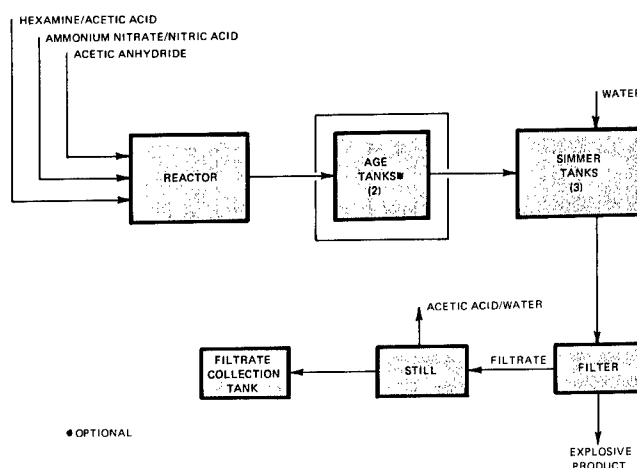 HEXAMINE/ACETIC ACID
AMMONIUM NITRATE/NITRIC ACID
ACETIC ANHYDRIDE
WATER
REACTOR
AGE
TANKS*
(2)
SIMMER
TANKS
(3)
ACETIC ACID/WATER
FILTRATE
COLLECTION
TANK
STILL
FILTRATE
FILTER
*OPTIONAL
EXPLOSIVE
PRODUCT